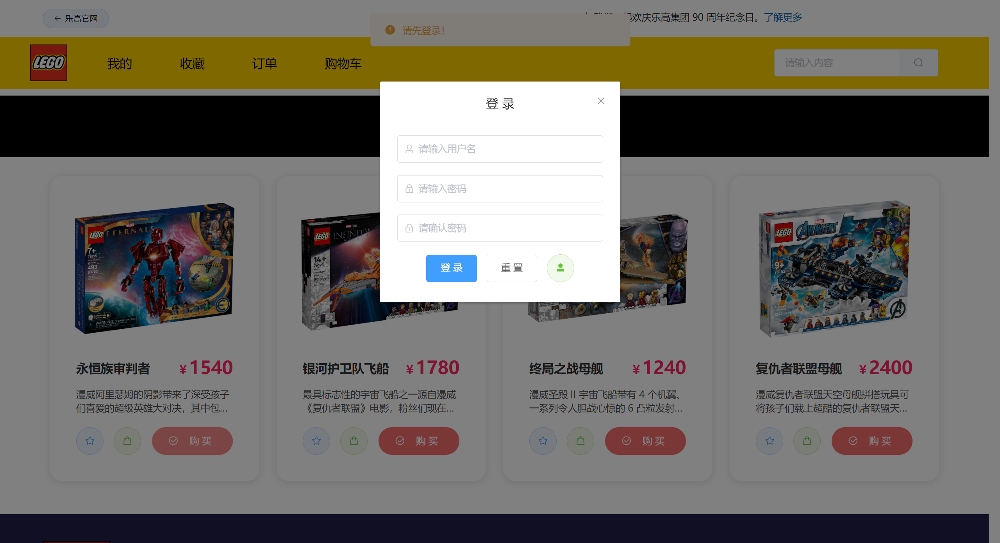 乐高官网
起欢庆乐高集团 90 周年纪念日。了解更多
请先登录!
LEGO
我的
收藏
订单
购物车
请输入内容
登 录
请输入用户名
请输入密码
请确认密码
登 录
重 置
LEGO
MARVEL
ETERNALS
7+
76155
493
pcs/pzs
WARNING: CHOKING HAZARD
LEGO
INFINITY
SAGA
14+
76193
The Guardians' Ship
1901 pcs/pzs
LEGO
MARVEL
AVENGERS
9+
76153
Avengers Helicarrier
1244
永恒族审判者
¥ 1540
漫威阿里瑟姆的阴影带来了深受孩子
们喜爱的超级英雄大对决，其中包...
购 买
银河护卫队飞船
¥ 1780
最具标志性的宇宙飞船之一源自漫威
《复仇者联盟》电影，粉丝们现在...
购 买
终局之战母舰
¥ 1240
漫威圣殿 II 宇宙飞船带有 4 个机翼、
一系列令人胆战心惊的 6 凸粒发射...
购 买
复仇者联盟母舰
¥ 2400
漫威复仇者联盟天空母舰拼搭玩具可
将孩子们载上超酷的复仇者联盟天...
购 买